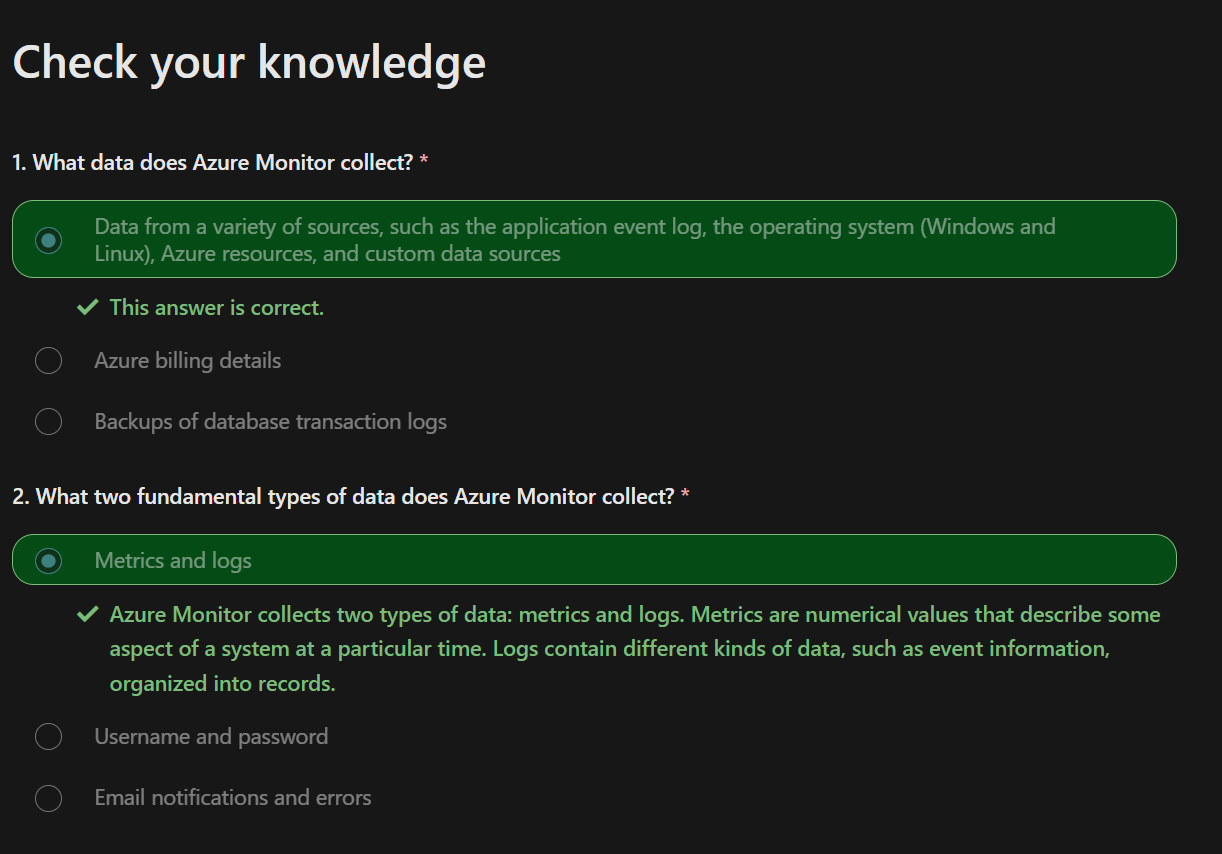 Check your knowledge
1. What data does Azure Monitor collect? *
Data from a variety of sources, such as the application event log, the operating system (Windows and
Linux), Azure resources, and custom data sources
This answer is correct.
Azure billing details
Backups of database transaction logs
2. What two fundamental types of data does Azure Monitor collect? *
Metrics and logs
Azure Monitor collects two types of data: metrics and logs. Metrics are numerical values that describe some
aspect of a system at a particular time. Logs contain different kinds of data, such as event information,
organized into records.
Username and password
Email notifications and errors